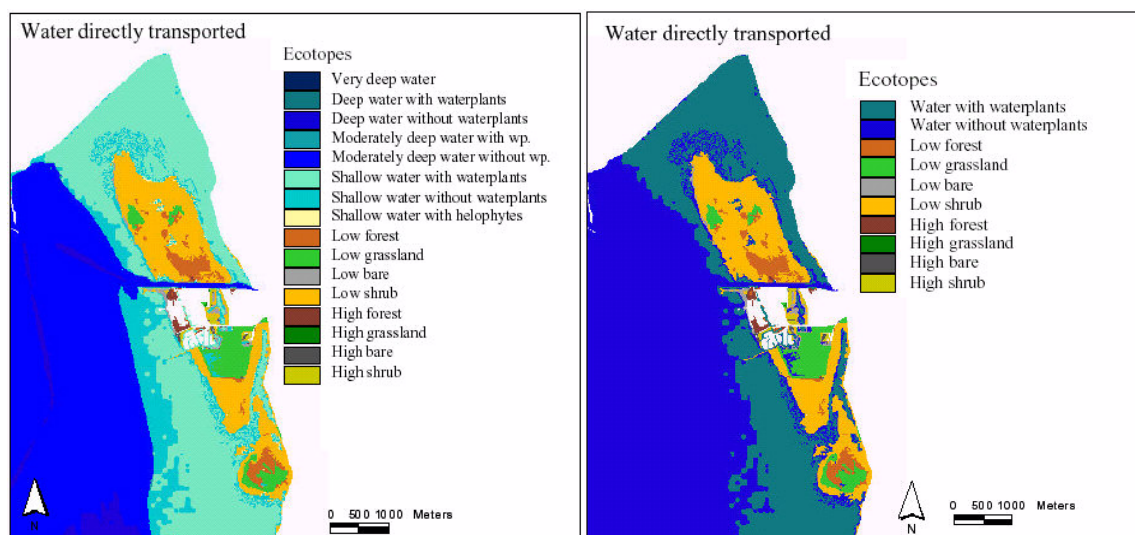 Water directly transported
Ecotopes
Very deep water
Deep water with waterplants
Deep water without waterplants
Moderately deep water with wp.
Moderately deep water without wp.
Shallow water with waterplants
Shallow water without waterplants
Shallow water with helophytes
Low forest
Low grassland
Low bare
Low shrub
High forest
High grassland
High bare
High shrub
N
0 500 1000 Meters
Water directly transported
Ecotopes
Water with waterplants
Water without waterplants
Low forest
Low grassland
Low bare
Low shrub
High forest
High grassland
High bare
High shrub
0 500 1000 Meters
N